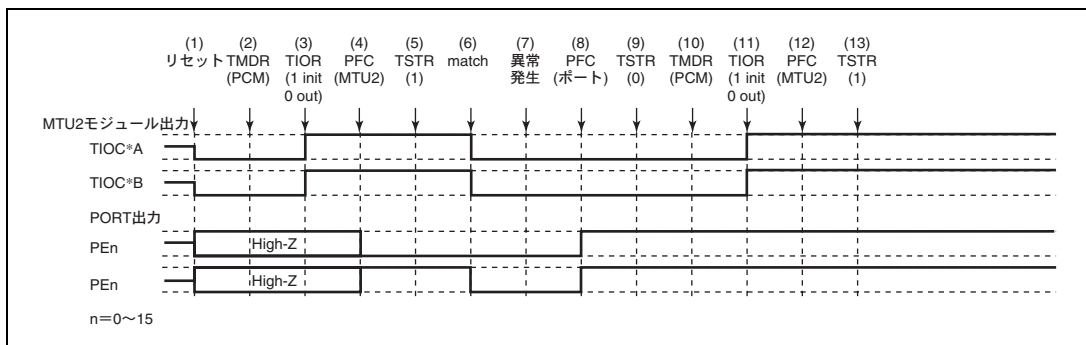 (1) (2) (3) (4) (5) (6) (7) (8) (9) (10) (11) (12) (13)
リセット TMDR TIOR PFC TSTR match 異常 PFC TSTR TMDR TIOR PFC TSTR
(PCM) (1 init (MTU2) (1) 発生 (ポート) (0) (PCM) (1 init (MTU2) (1)
0 out) 0 out)
MTU2モジュール出力
TIOC*A
TIOC*B
PORT出力
PEn High-Z
PEn High-Z
n=0〜15